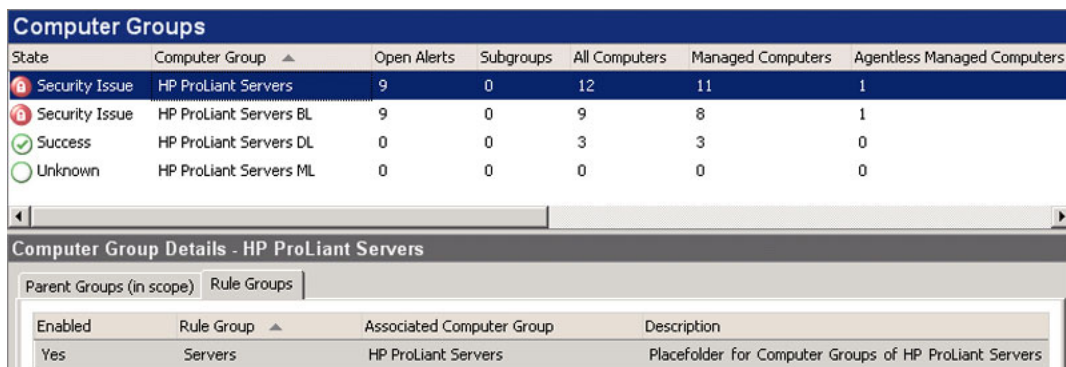 Computer Groups
State Computer Group Open Alerts Subgroups All Computers Managed Computers Agentless Managed Computers
Security Issue HP ProLiant Servers 9 0 12 11 1
Security Issue HP ProLiant Servers BL 9 0 9 8 1
Success HP ProLiant Servers DL 0 0 3 3 0
Unknown HP ProLiant Servers ML 0 0 0 0 0
Computer Group Details - HP ProLiant Servers
Parent Groups (in scope) Rule Groups
Enabled Rule Group Associated Computer Group Description
Yes Servers HP ProLiant Servers Placefolder for Computer Groups of HP ProLiant Servers